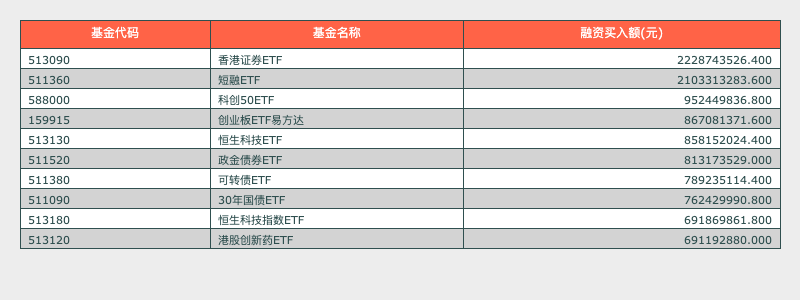 基金代码 基金名称 融资买入额(元)
513090 香港证券ETF 2228743526.400
511360 短融ETF 2103313283.600
588000 科创50ETF 952449836.800
159915 创业板ETF易方达 867081371.600
513130 恒生科技ETF 858152024.400
511520 政金债券ETF 813173529.000
511380 可转债ETF 789235114.400
511090 30年国债ETF 762429990.800
513180 恒生科技指数ETF 691869861.800
513120 港股创新药ETF 691192880.000